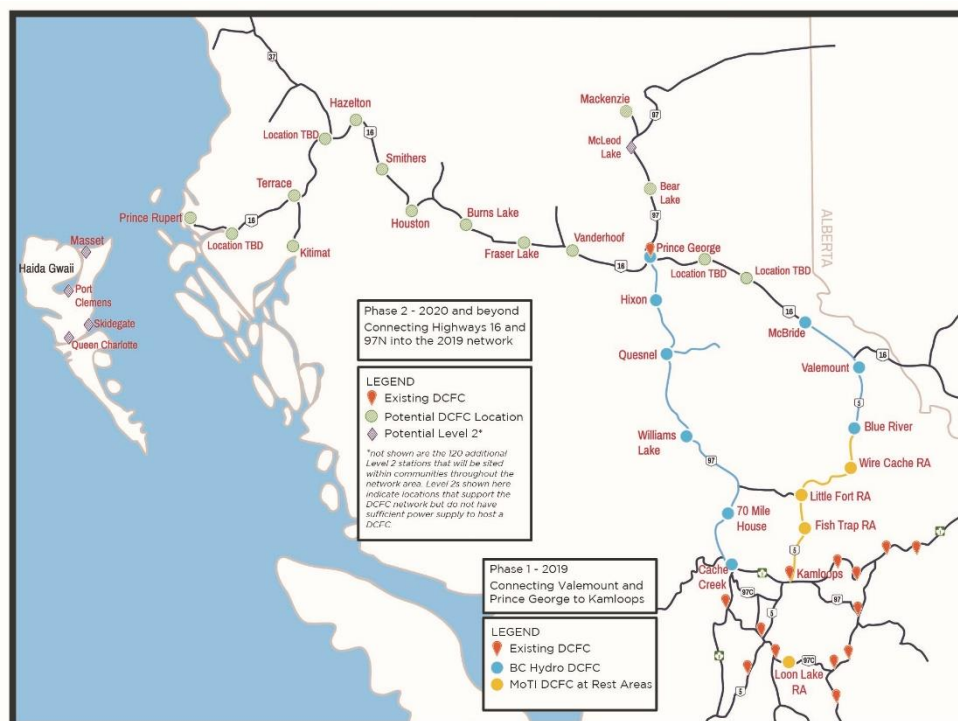 37
Hazelton
Location TBD
16
Smithers
Terrace
Prince Rupert
16
Location TBD
Kitimat
Houston
Burns Lake
Fraser Lake
Vanderhoof
16
Mackenzie
97
McLeod
Lake
Bear
Lake
97
Prince George
Location TBD
Location TBD
ALBERTA
16
McBride
16
Valemount
5
Blue River
Wire Cache RA
Little Fort RA
Fish Trap RA
5
Kamloops
Hixon
Quesnel
Williams
Lake
97
70 Mile
House
Cache
Creek
1
1
97C
97
5
1
97C
Loon Lake
RA
5
Masset
Haida Gwaii
Port
Clemens
Skidegate
Queen Charlotte
Phase 2 - 2020 and beyond
Connecting Highways 16 and
97N into the 2019 network
LEGEND
Existing DCFC
Potential DCFC Location
Potential Level 2*
*not shown are the 120 additional
Level 2 stations that will be sited
within communities throughout the
network area. Level 2s shown here
indicate locations that support the
DCFC network but do not have
sufficient power supply to host a
DCFC.
Phase 1 - 2019
Connecting Valemount and
Prince George to Kamloops
LEGEND
Existing DCFC
BC Hydro DCFC
MoTI DCFC at Rest Areas